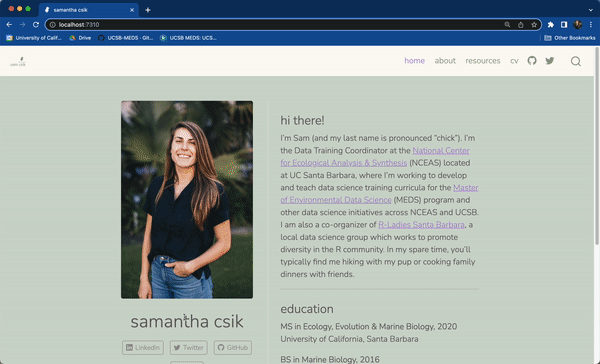 samantha csik
localhost:7310
University of Calif...
Drive
UCSB-MEDS · Git...
UCSB MEDS: UCS...
Other Bookmarks
home about resources cv
hi there!
I'm Sam (and my last name is pronounced "chick"). I'm
the Data Training Coordinator at the National Center
for Ecological Analysis & Synthesis (NCEAS) located
at UC Santa Barbara, where I'm working to develop
and teach data science training curricula for the Master
of Environmental Data Science (MEDS) program and
other data science initiatives across NCEAS and UCSB.
I am also a co-organizer of R-Ladies Santa Barbara, a
local data science group which works to promote
diversity in the R community. In my spare time, you'll
typically find me hiking with my pup or cooking family
dinners with friends.
samantha csik
LinkedIn Twitter GitHub
education
MS in Ecology, Evolution & Marine Biology, 2020
University of California, Santa Barbara
BS in Marine Biology, 2016